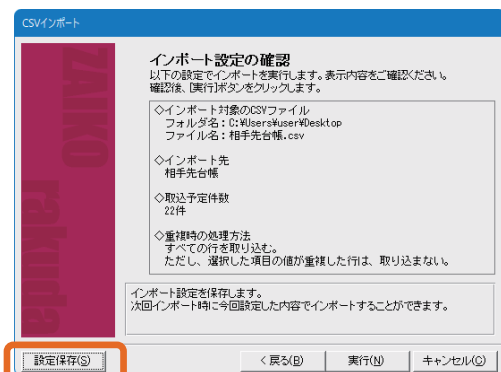 CSVインポート
ZAIKO
rakuda
インポート設定の確認
以下の設定でインポートを実行します。表示内容をご確認ください。
確認後、[実行]ボタンをクリックします。
◇インポート対象のCSVファイル
フォルダ名：C:¥Users¥user¥Desktop
ファイル名：相手先台帳.csv
◇インポート先
相手先台帳
◇取込予定件数
22件
◇重複時の処理方法
すべての行を取り込む。
ただし、選択した項目の値が重複した行は、取り込まない。
インポート設定を保存します。
次回インポート時に今回設定した内容でインポートすることができます。
設定保存(S)
< 戻る(B)
実行(N)
キャンセル(C)